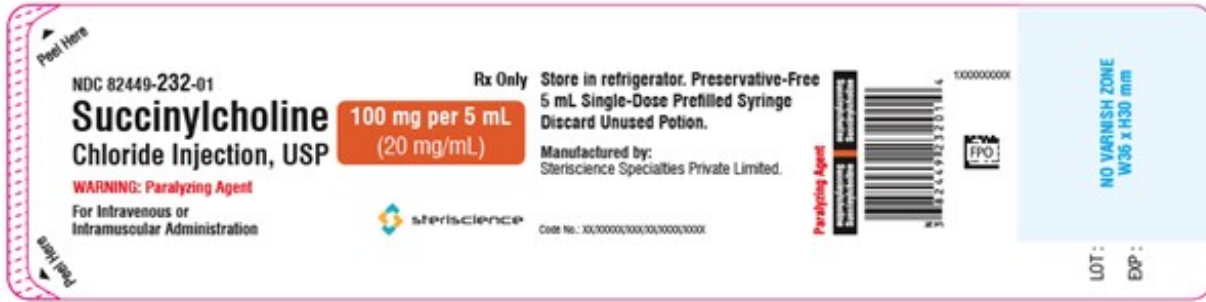 Peel Here
NDC 82449-232-01
Rx Only
Succinylcholine
Chloride Injection, USP
100 mg per 5 mL
(20 mg/mL)
WARNING: Paralyzing Agent
For Intravenous or
Intramuscular Administration
steriscience
Peel Here
Store in refrigerator. Preservative-Free
5 mL Single-Dose Prefilled Syringe
Discard Unused Potion.
Manufactured by:
Steriscience Specialties Private Limited.
Code No.: XX/XXXXX/XXX/XX/XXXX/XXXX
Paralyzing Agent
1XXXXXXXXX
FPO
NO VARNISH ZONE
W36 x H30 mm
LOT :
EXP :